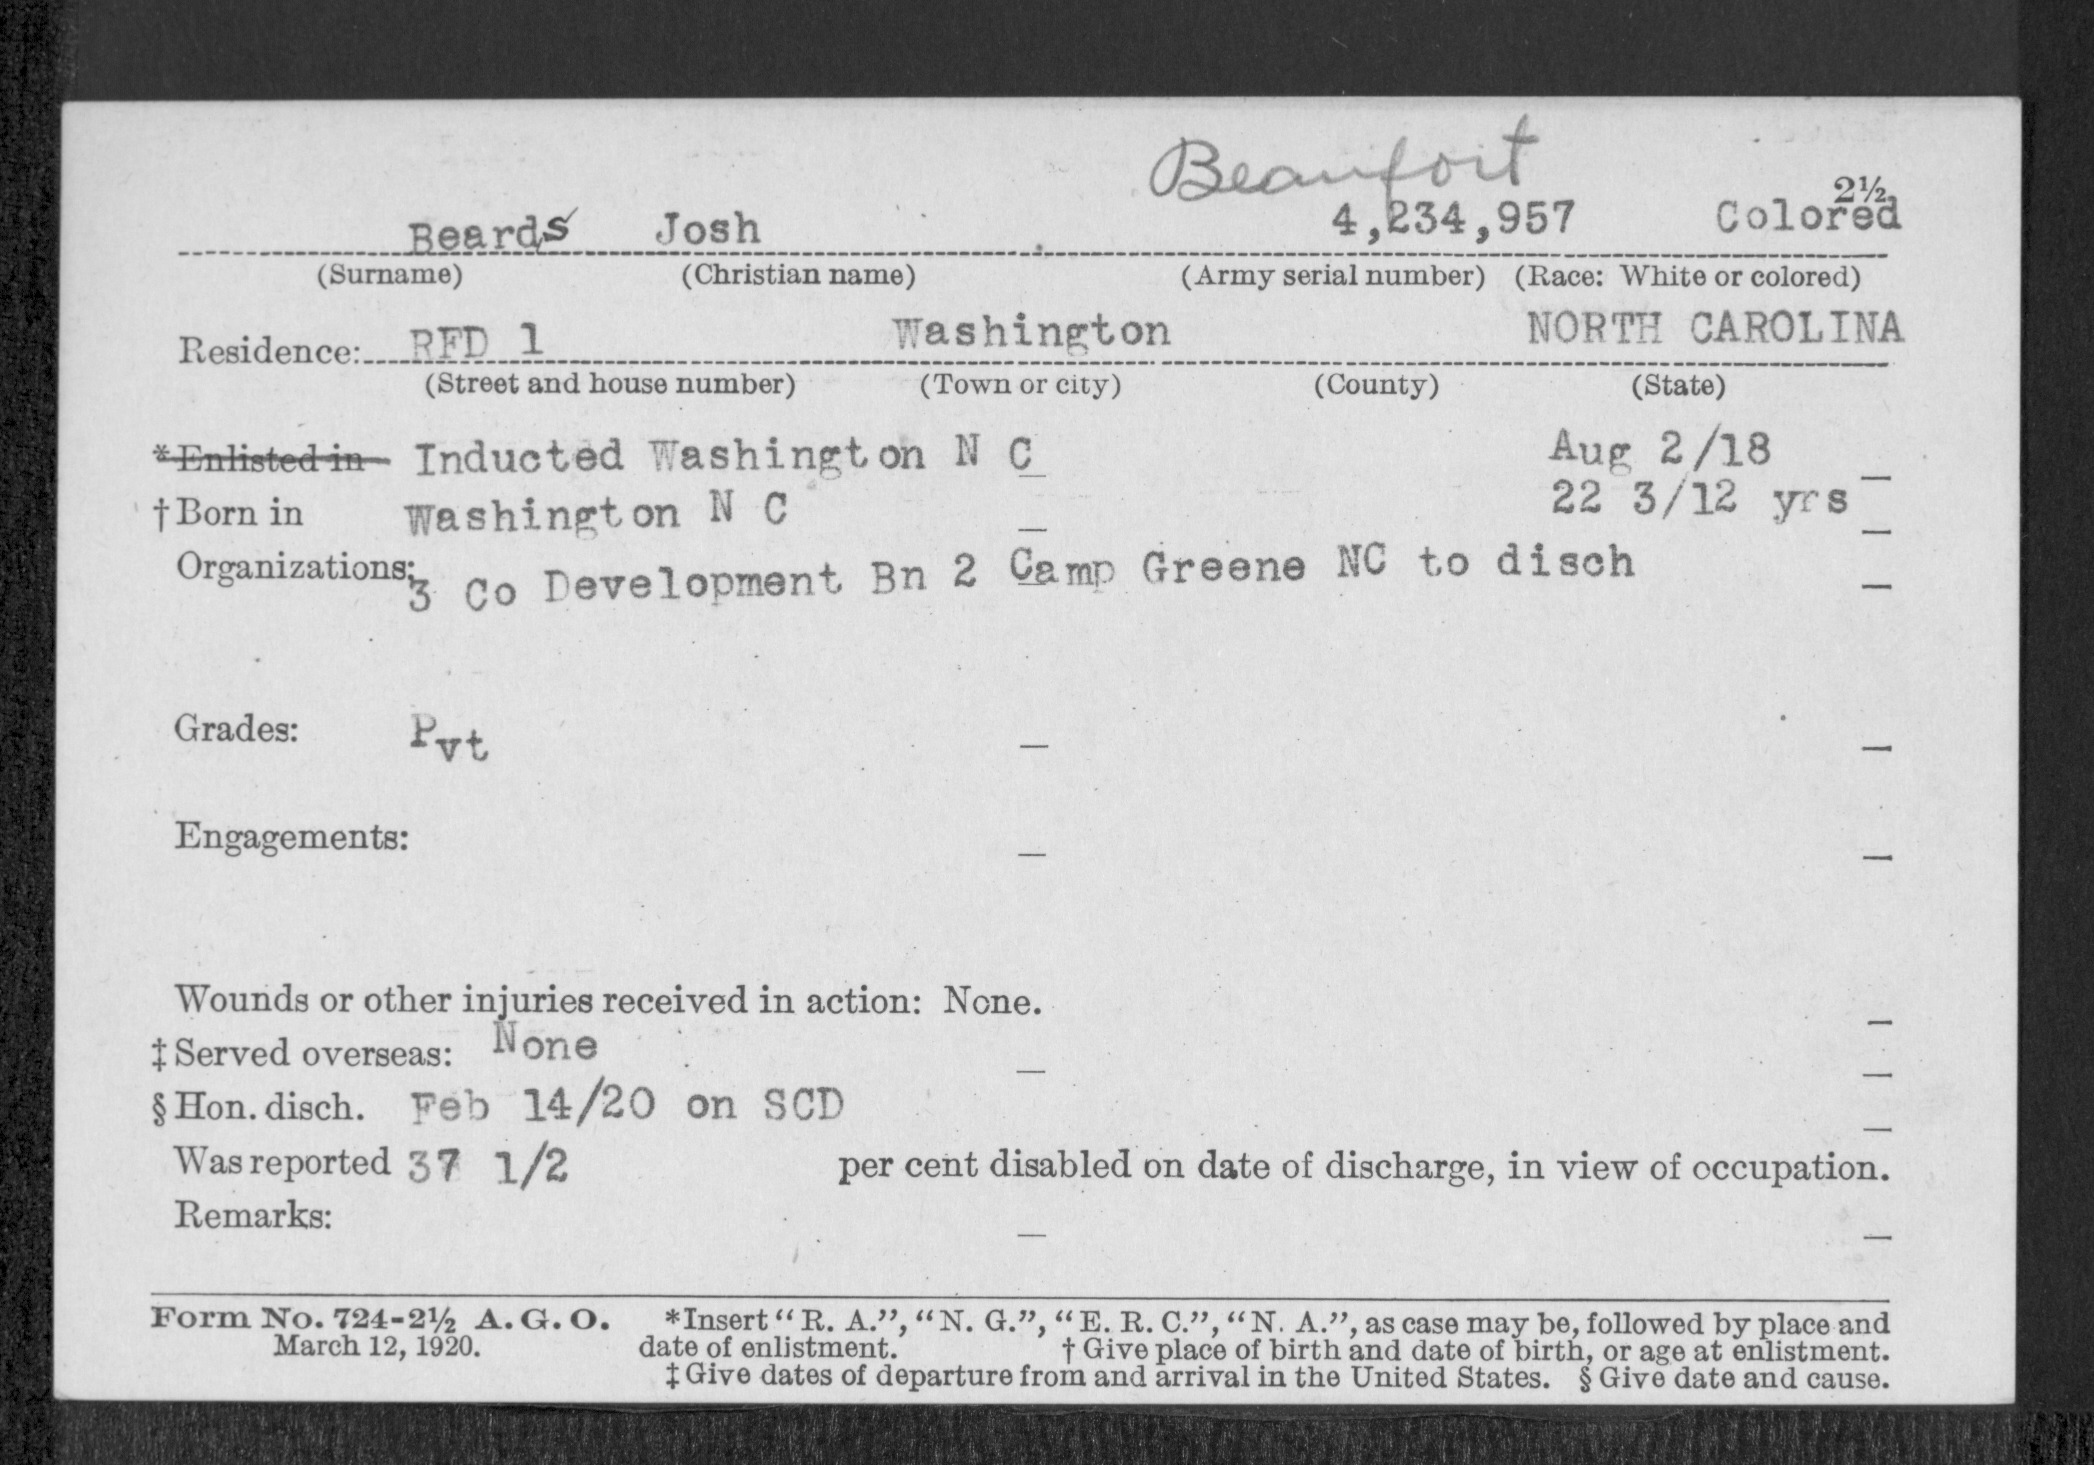 Beaufort
2½
Beards Josh 4,234,957 Colored
(Surname) (Christian name) (Army serial number) (Race: White or colored)
Residence: RFD 1 Washington NORTH CAROLINA
(Street and house number) (Town or city) (County) (State)
*Enlisted in Inducted Washington N C Aug 2/18
†Born in Washington N C 22 3/12 yrs
Organizations: 3 Co Development Bn 2 Camp Greene NC to disch
Grades: Pvt
Engagements:
Wounds or other injuries received in action: None.
‡Served overseas: None
§Hon. disch. Feb 14/20 on SCD
Was reported 37 1/2 per cent disabled on date of discharge, in view of occupation.
Remarks:
Form No. 724-2½ A. G. O. *Insert "R. A.", "N. G.", "E. R. C.", "N. A.", as case may be, followed by place and
March 12, 1920. date of enlistment. †Give place of birth and date of birth, or age at enlistment.
‡Give dates of departure from and arrival in the United States. §Give date and cause.